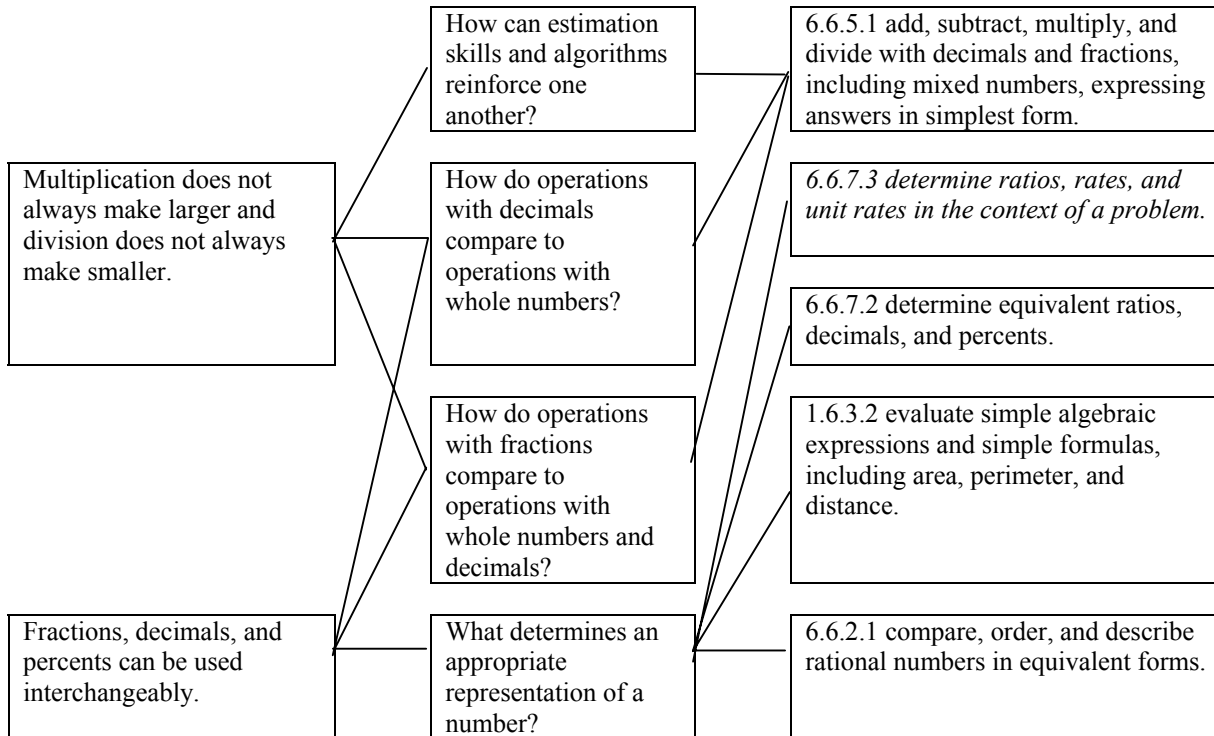 Multiplication does not
always make larger and
division does not always
make smaller.
Fractions, decimals, and
percents can be used
interchangeably.
How can estimation
skills and algorithms
reinforce one
another?
How do operations
with decimals
compare to
operations with
whole numbers?
How do operations
with fractions
compare to
operations with
whole numbers and
decimals?
What determines an
appropriate
representation of a
number?
6.6.5.1 add, subtract, multiply, and
divide with decimals and fractions,
including mixed numbers, expressing
answers in simplest form.
6.6.7.3 determine ratios, rates, and
unit rates in the context of a problem.
6.6.7.2 determine equivalent ratios,
decimals, and percents.
1.6.3.2 evaluate simple algebraic
expressions and simple formulas,
including area, perimeter, and
distance.
6.6.2.1 compare, order, and describe
rational numbers in equivalent forms.